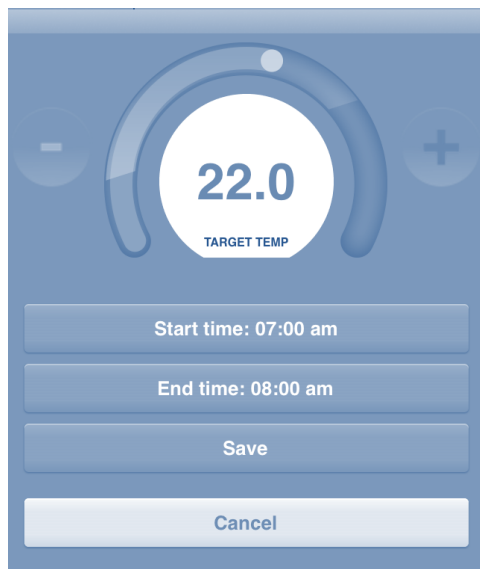 -
+
22.0
TARGET TEMP
Start time: 07:00 am
End time: 08:00 am
Save
Cancel